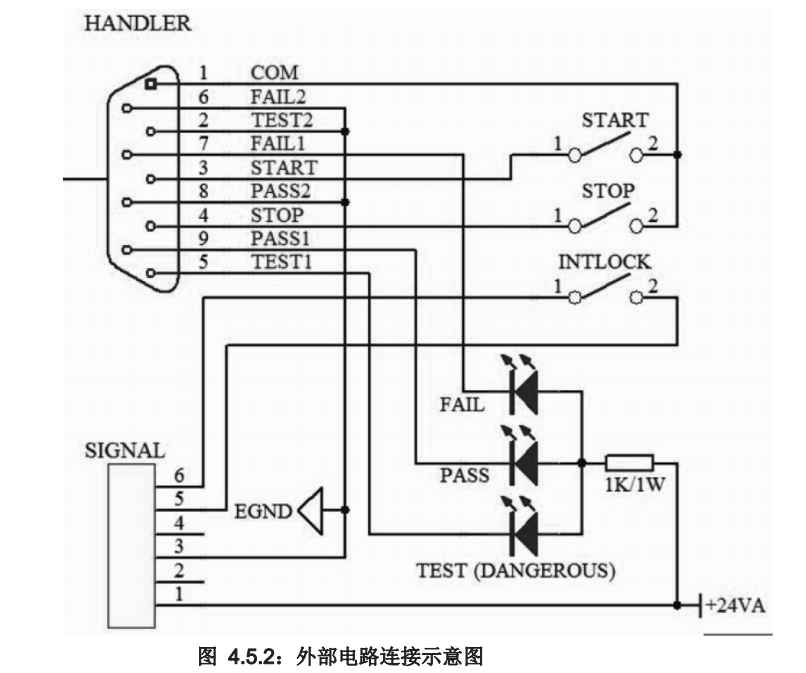 HANDLER
1 COM
6 FAIL2
2 TEST2
7 FAIL1
3 START
8 PASS2
4 STOP
9 PASS1
5 TEST1
START
1 2
STOP
1 2
INTLOCK
1 2
FAIL
PASS
1K/1W
TEST (DANGEROUS)
SIGNAL
6
5
4
3
2
1
EGND
+24VA
图 4.5.2：外部电路连接示意图